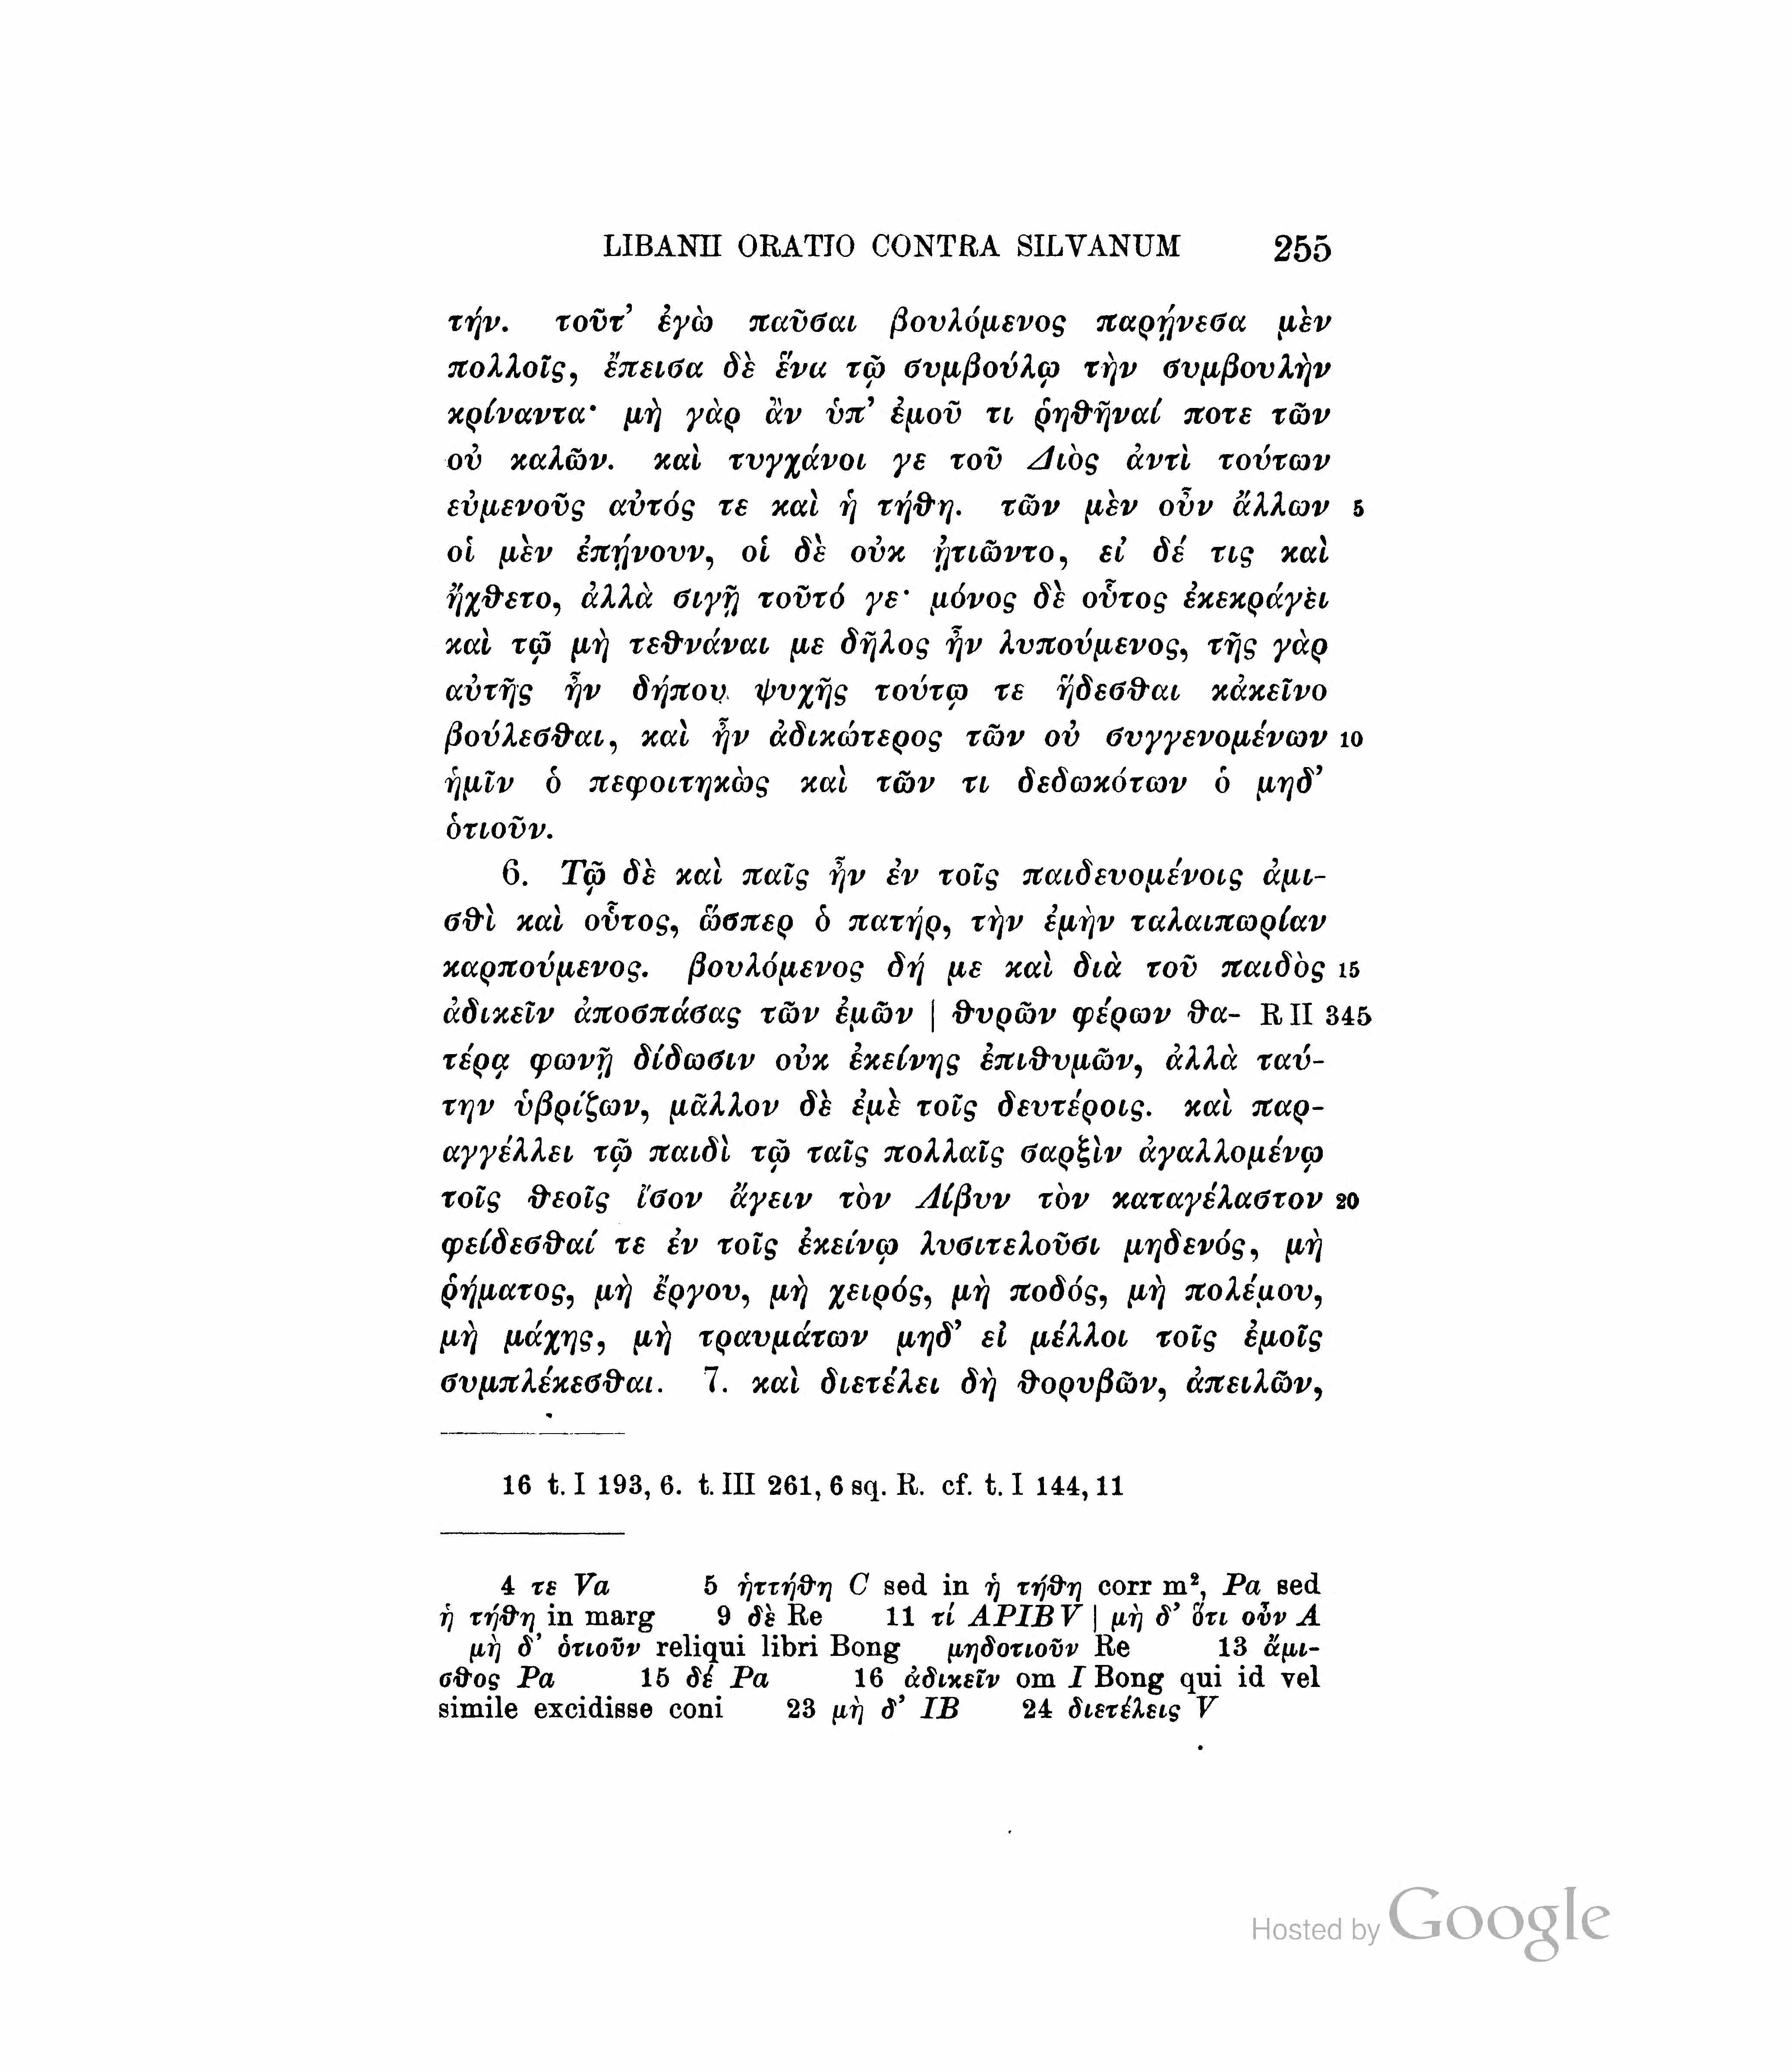 LIBANII ORATIO CONTRA SILVANUM 255
τήν. τοῦτ’ ἐγὼ παῦσαι βουλόμενος παρῄνεσα μὲν
πολλοῖς, ἔπεισα δὲ ἕνα τῷ συμβούλῳ τὴν συμβουλὴν
κρίναντα· μὴ γὰρ ἂν ὑπ’ ἐμοῦ τι ῥηθῆναί ποτε τῶν
οὐ καλῶν. καὶ τυγχάνοι γε τοῦ Διὸς ἀντὶ τούτων
εὐμενοῦς αὐτός τε καὶ ἡ τήθη. τῶν μὲν οὖν ἄλλων 5
οἱ μὲν ἐπῄνουν, οἱ δὲ οὐκ ᾐτιῶντο, εἰ δέ τις καὶ
ἤχθετο, ἀλλὰ σιγῇ τοῦτό γε· μόνος δὲ οὗτος ἐκεκράγει
καὶ τῷ μὴ τεθνάναι με δῆλος ἦν λυπούμενος, τῆς γὰρ
αὐτῆς ἦν δήπου ψυχῆς τούτῳ τε ἥδεσθαι κἀκεῖνο
βούλεσθαι, καὶ ἦν ἀδικώτερος τῶν οὐ συγγενομένων 10
ἡμῖν ὁ πεφοιτηκὼς καὶ τῶν τι δεδωκότων ὁ μηδ’
ὁτιοῦν.
6. Τῷ δὲ καὶ παῖς ἦν ἐν τοῖς παιδευομένοις ἀμι-
σθὶ καὶ οὗτος, ὥσπερ ὁ πατήρ, τὴν ἐμὴν ταλαιπωρίαν
καρπούμενος. βουλόμενος δή με καὶ διὰ τοῦ παιδὸς 15
ἀδικεῖν ἀποσπάσας τῶν ἐμῶν | θυρῶν φέρων θα- R II 345
τέρᾳ φωνῇ δίδωσιν οὐκ ἐκείνης ἐπιθυμῶν, ἀλλὰ ταύ-
την ὑβρίζων, μᾶλλον δὲ ἐμὲ τοῖς δευτέροις. καὶ παρ-
αγγέλλει τῷ παιδὶ τῷ ταῖς πολλαῖς σαρξὶν ἀγαλλομένῳ
τοῖς θεοῖς ἴσον ἄγειν τὸν Λίβυν τὸν καταγέλαστον 20
φείδεσθαί τε ἐν τοῖς ἐκείνῳ λυσιτελοῦσι μηδενός, μὴ
ῥήματος, μὴ ἔργου, μὴ χειρός, μὴ ποδός, μὴ πολέμου,
μὴ μάχης, μὴ τραυμάτων μηδ’ εἰ μέλλοι τοῖς ἐμοῖς
συμπλέκεσθαι. 7. καὶ διετέλει δὴ θορυβῶν, ἀπειλῶν,
16 t. I 193, 6. t. III 261, 6 sq. R. cf. t. I 144, 11
4 τε Va 5 ἡττήθη C sed in ἡ τήθη corr m², Pa sed
ἡ τήθη in marg 9 δὲ Re 11 τί APIBV | μὴ δ’ ὅτι οὖν A
μὴ δ’ ὁτιοῦν reliqui libri Bong μηδοτιοῦν Re 13 ἄμι-
σθος Pa 15 δέ Pa 16 ἀδικεῖν om I Bong qui id vel
simile excidisse coni 23 μὴ δ’ IB 24 διετέλεις V
Hosted by Google